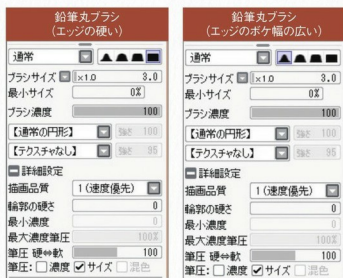 鉛筆丸ブラシ
(エッジの硬い)
通常
ブラシサイズ ×1.0 3.0
最小サイズ 0%
ブラシ濃度 100
【通常の円形】 強さ 100
【テクスチャなし】 強さ 95
詳細設定
描画品質 1(速度優先)
輪郭の硬さ 0
最小濃度 0
最大濃度筆圧 100%
筆圧 硬⇔軟 100
筆圧: 濃度 サイズ 混色
鉛筆丸ブラシ
(エッジのボケ幅の広い)
通常
ブラシサイズ ×1.0 3.0
最小サイズ 0%
ブラシ濃度 100
【通常の円形】 強さ 100
【テクスチャなし】 強さ 95
詳細設定
描画品質 1(速度優先)
輪郭の硬さ 0
最小濃度 0
最大濃度筆圧 100%
筆圧 硬⇔軟 100
筆圧: 濃度 サイズ 混色